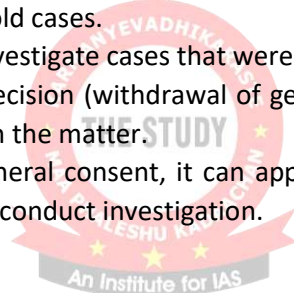 old cases.
vestigate cases that were
ecision (withdrawal of ge
n the matter.
neral consent, it can app
conduct investigation.
THE STUDY
An Institute for IAS